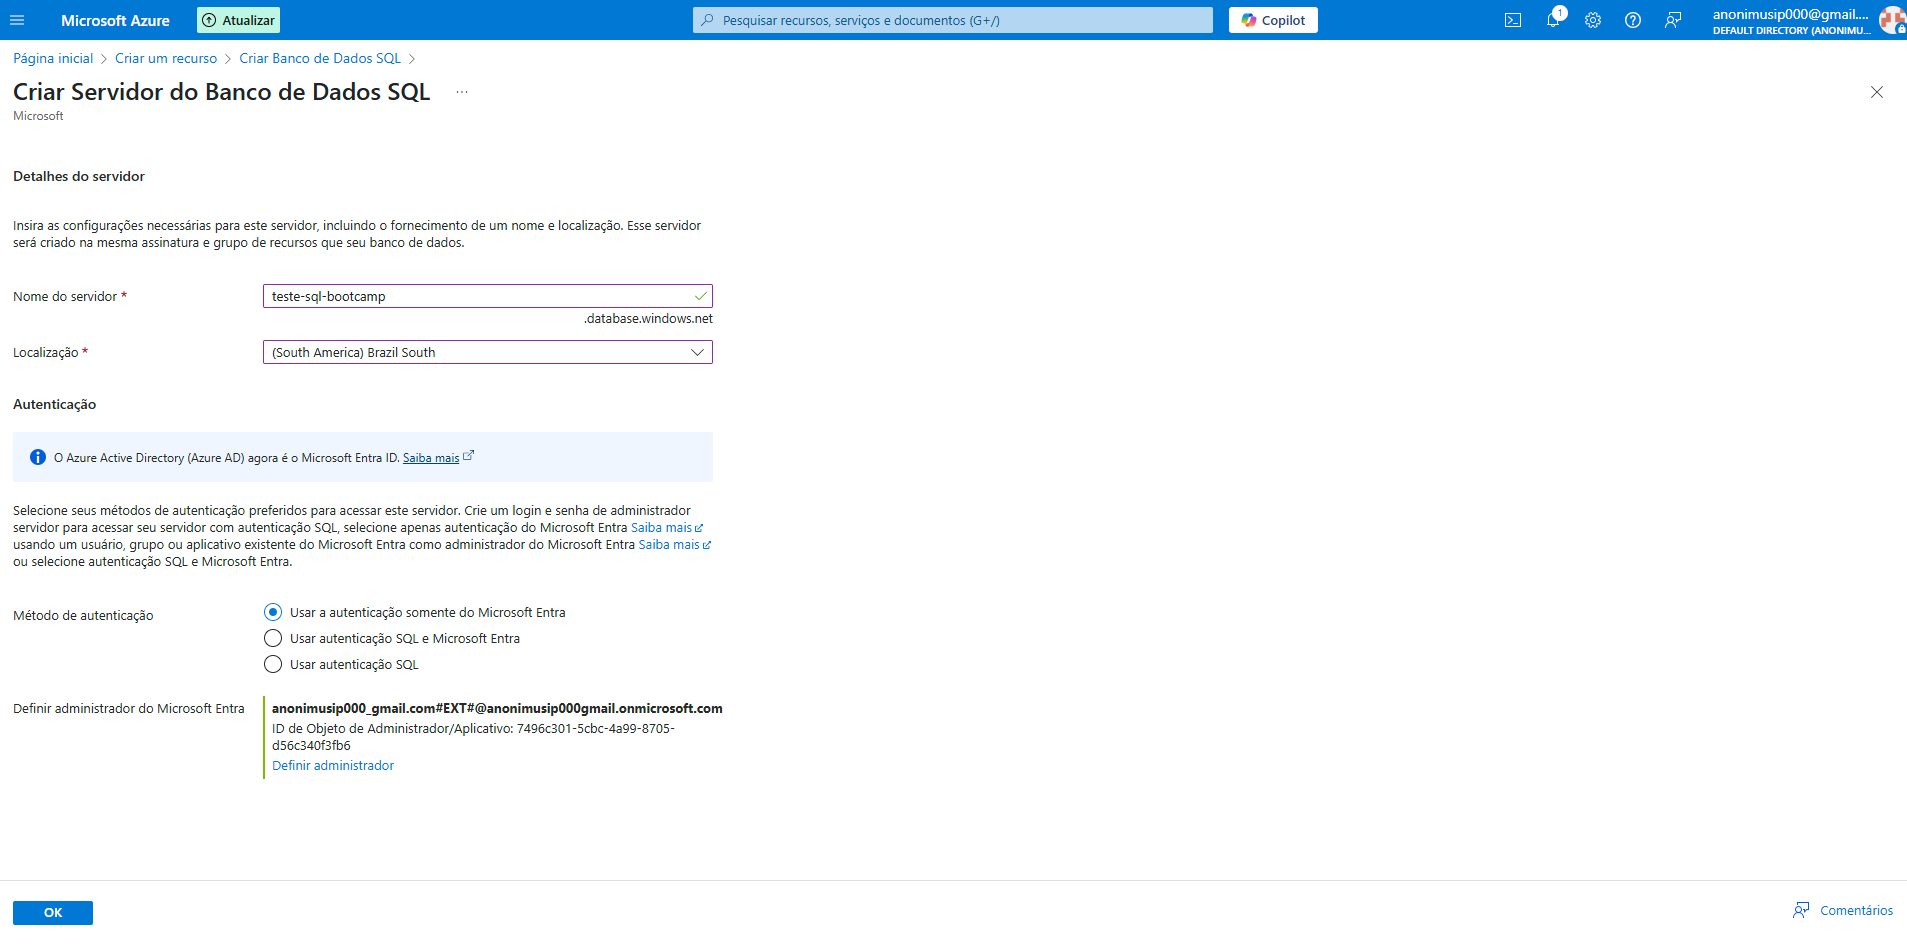 Microsoft Azure
Atualizar
Pesquisar recursos, serviços e documentos (G+/)
Copilot
1
anonimusip000@gmail....
DEFAULT DIRECTORY (ANONIMU...
Página inicial > Criar um recurso > Criar Banco de Dados SQL >
Criar Servidor do Banco de Dados SQL ...
Microsoft
Detalhes do servidor
Insira as configurações necessárias para este servidor, incluindo o fornecimento de um nome e localização. Esse servidor
será criado na mesma assinatura e grupo de recursos que seu banco de dados.
Nome do servidor *
teste-sql-bootcamp
.database.windows.net
Localização *
(South America) Brazil South
Autenticação
O Azure Active Directory (Azure AD) agora é o Microsoft Entra ID. Saiba mais
Selecione seus métodos de autenticação preferidos para acessar este servidor. Crie um login e senha de administrador
servidor para acessar seu servidor com autenticação SQL, selecione apenas autenticação do Microsoft Entra Saiba mais
usando um usuário, grupo ou aplicativo existente do Microsoft Entra como administrador do Microsoft Entra Saiba mais
ou selecione autenticação SQL e Microsoft Entra.
Método de autenticação
Usar a autenticação somente do Microsoft Entra
Usar autenticação SQL e Microsoft Entra
Usar autenticação SQL
Definir administrador do Microsoft Entra
anonimusip000_gmail.com#EXT#@anonimusip000gmail.onmicrosoft.com
ID de Objeto de Administrador/Aplicativo: 7496c301-5cbc-4a99-8705-
d56c340f3fb6
Definir administrador
OK
Comentários